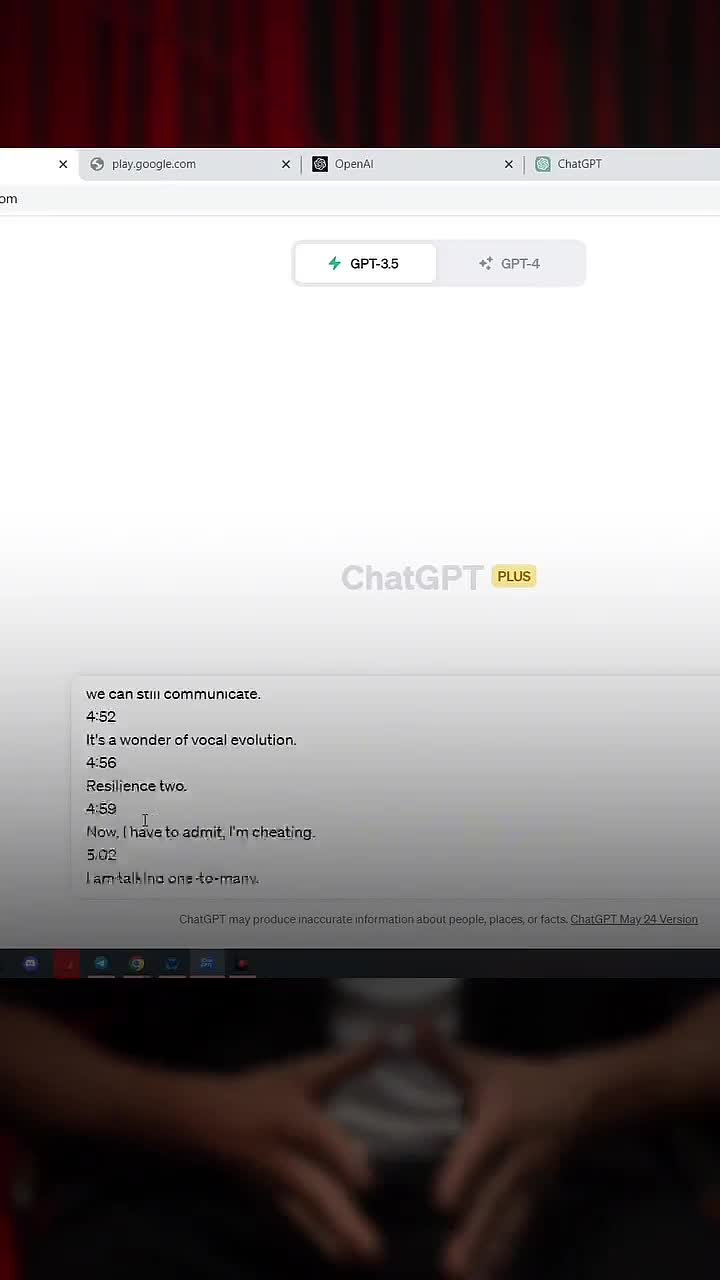 play.google.com
OpenAI
ChatGPT
om
GPT-3.5
GPT-4
ChatGPT PLUS
we can still communicate.
4:52
It's a wonder of vocal evolution.
4:56
Resilience two.
4:59
Now, I have to admit, I'm cheating.
5:02
I am talking one-to-many.
ChatGPT may produce inaccurate information about people, places, or facts. ChatGPT May 24 Version